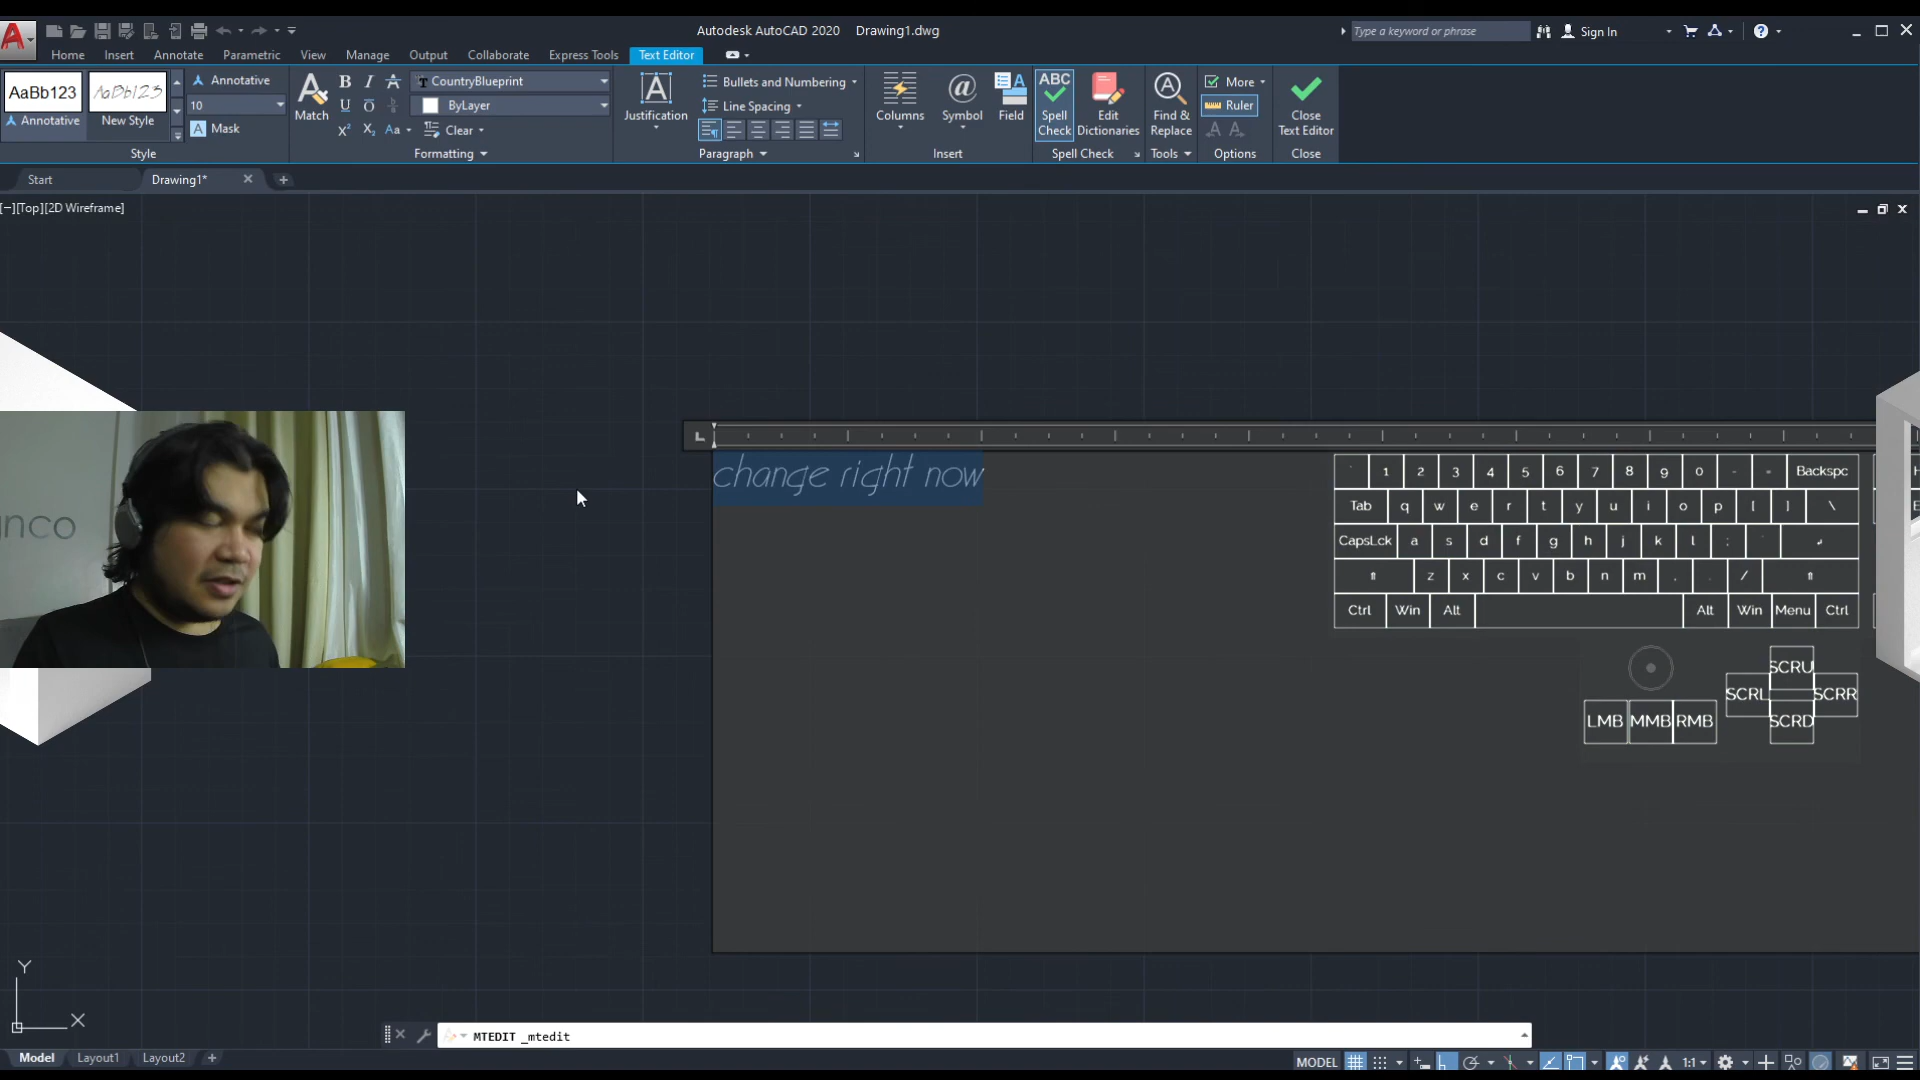 Autodesk AutoCAD 2020 Drawing1.dwg
Type a keyword or phrase
Sign In
Home Insert Annotate Parametric View Manage Output Collaborate Express Tools Text Editor
AaBb123 AaBb123
Annotative New Style
Annotative
10
Mask
Style
Match
CountryBlueprint
ByLayer
Clear
Formatting
Justification
Bullets and Numbering
Line Spacing
Paragraph
Columns Symbol Field
Insert
ABC
Spell Check
Edit Dictionaries
Spell Check
Find & Replace
Tools
More
Ruler
Options
Close Text Editor
Close
Start Drawing1*
[−][Top][2D Wireframe]
change right now
1 2 3 4 5 6 7 8 9 0 - = Backspc
Tab q w e r t y u i o p [ ] \
CapsLck a s d f g h j k l ;
z x c v b n m , . /
Ctrl Win Alt Alt Win Menu Ctrl
SCRU
SCRL SCRR
LMB MMB RMB SCRD
nco
Y
X
MTEDIT _mtedit
Model Layout1 Layout2 +
MODEL 1:1